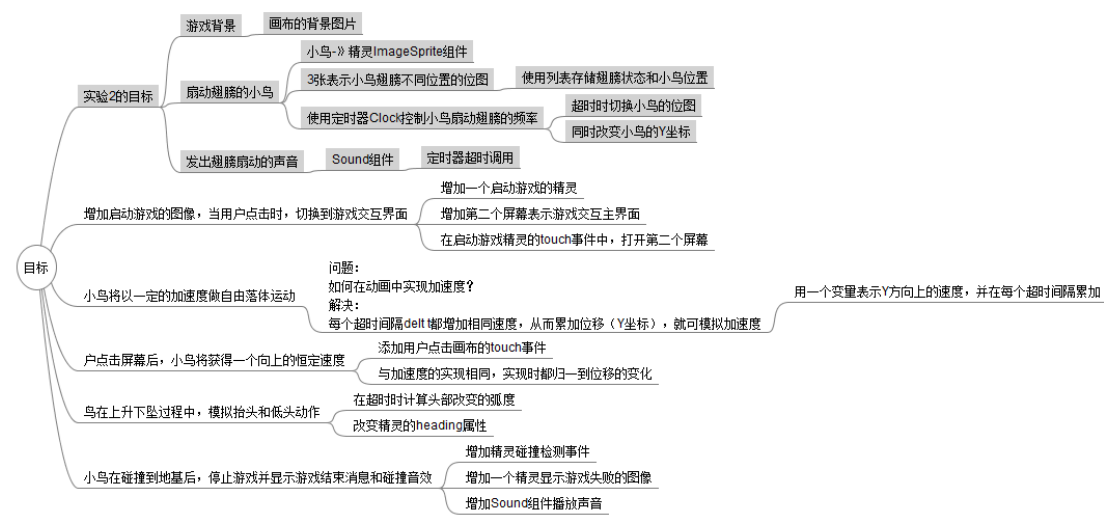 目标
实验2的目标
游戏背景
画布的背景图片
扇动翅膀的小鸟
小鸟-》精灵ImageSprite组件
3张表示小鸟翅膀不同位置的位图
使用列表存储翅膀状态和小鸟位置
使用定时器Clock控制小鸟扇动翅膀的频率
超时时切换小鸟的位图
同时改变小鸟的Y坐标
发出翅膀扇动的声音
Sound组件
定时器超时调用
增加启动游戏的图像，当用户点击时，切换到游戏交互界面
增加一个启动游戏的精灵
增加第二个屏幕表示游戏交互主界面
在启动游戏精灵的touch事件中，打开第二个屏幕
小鸟将以一定的加速度做自由落体运动
问题：
如何在动画中实现加速度？
解决：
每个超时间隔delt t都增加相同速度，从而累加位移（Y坐标），就可模拟加速度
用一个变量表示Y方向上的速度，并在每个超时间隔累加
户点击屏幕后，小鸟将获得一个向上的恒定速度
添加用户点击画布的touch事件
与加速度的实现相同，实现时都归一到位移的变化
鸟在上升下坠过程中，模拟抬头和低头动作
在超时时计算头部改变的弧度
改变精灵的heading属性
小鸟在碰撞到地基后，停止游戏并显示游戏结束消息和碰撞音效
增加精灵碰撞检测事件
增加一个精灵显示游戏失败的图像
增加Sound组件播放声音